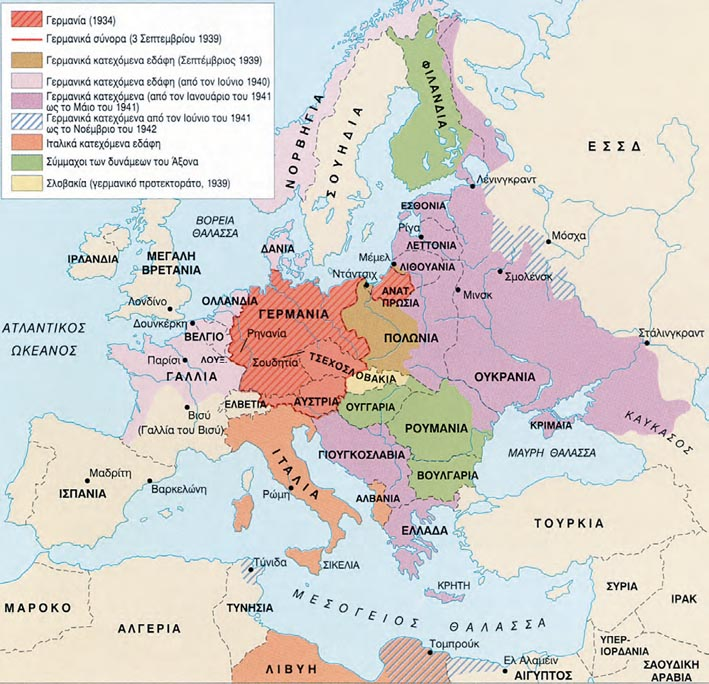 Γερμανία (1934)
Γερμανικά σύνορα (3 Σεπτεμβρίου 1939)
Γερμανικά κατεχόμενα εδάφη (Σεπτέμβριος 1939)
Γερμανικά κατεχόμενα εδάφη (από τον Ιούνιο 1940)
Γερμανικά κατεχόμενα (από τον Ιανουάριο του 1941
ως το Μάιο του 1941)
Γερμανικά κατεχόμενα από τον Ιούνιο του 1941
ως το Νοέμβριο του 1942
Ιταλικά κατεχόμενα εδάφη
Σύμμαχοι των δυνάμεων του Άξονα
Σλοβακία (γερμανικό προτεκτοράτο, 1939)
ΝΟΡΒΗΓΙΑ
ΣΟΥΗΔΙΑ
ΦΙΛΑΝΔΙΑ
ΕΣΣΔ
Λένινγκραντ
ΒΟΡΕΙΑ
ΘΑΛΑΣΣΑ
ΕΣΘΟΝΙΑ
Ρίγα
ΛΕΤΤΟΝΙΑ
Μόσχα
ΙΡΛΑΝΔΙΑ
ΜΕΓΑΛΗ
ΒΡΕΤΑΝΙΑ
ΔΑΝΙΑ
Μέμελ
ΛΙΘΟΥΑΝΙΑ
Σμολένσκ
Ντάντσιχ
ΑΝΑΤ.
ΠΡΩΣΙΑ
Μινσκ
Λονδίνο
ΟΛΛΑΝΔΙΑ
ΓΕΡΜΑΝΙΑ
Δουνκέρκη
ΑΤΛΑΝΤΙΚΟΣ
ΩΚΕΑΝΟΣ
ΒΕΛΓΙΟ
Ρηνανία
ΠΟΛΩΝΙΑ
Στάλινγκραντ
Παρίσι
ΛΟΥΞ.
Σουδητία
ΤΣΕΧΟΣΛΟΒΑΚΙΑ
ΓΑΛΛΙΑ
ΟΥΚΡΑΝΙΑ
ΕΛΒΕΤΙΑ
ΑΥΣΤΡΙΑ
ΟΥΓΓΑΡΙΑ
Βισύ
(Γαλλία του Βισύ)
ΡΟΥΜΑΝΙΑ
ΚΡΙΜΑΙΑ
ΚΑΥΚΑΣΟΣ
ΓΙΟΥΓΚΟΣΛΑΒΙΑ
ΜΑΥΡΗ ΘΑΛΑΣΣΑ
ΒΟΥΛΓΑΡΙΑ
ΙΤΑΛΙΑ
Μαδρίτη
ΙΣΠΑΝΙΑ
Βαρκελώνη
Ρώμη
ΑΛΒΑΝΙΑ
ΕΛΛΑΔΑ
ΤΟΥΡΚΙΑ
Τύνιδα
ΣΙΚΕΛΙΑ
ΚΡΗΤΗ
ΣΥΡΙΑ
ΙΡΑΚ
ΜΑΡΟΚΟ
ΑΛΓΕΡΙΑ
ΤΥΝΗΣΙΑ
ΜΕΣΟΓΕΙΟΣ ΘΑΛΑΣΣΑ
Τομπρούκ
ΥΠΕΡ-
ΙΟΡΔΑΝΙΑ
ΛΙΒΥΗ
Ελ Αλαμέιν
ΑΙΓΥΠΤΟΣ
ΣΑΟΥΔΙΚΗ
ΑΡΑΒΙΑ